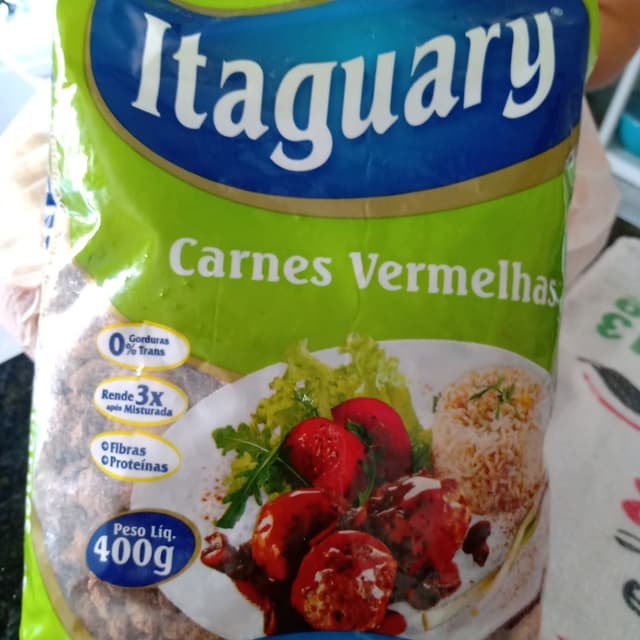 Itaguary®
Carnes Vermelhas
0% Gorduras
Trans
Rende 3x
após Misturada
Fibras
Proteínas
Peso Líq.
400g